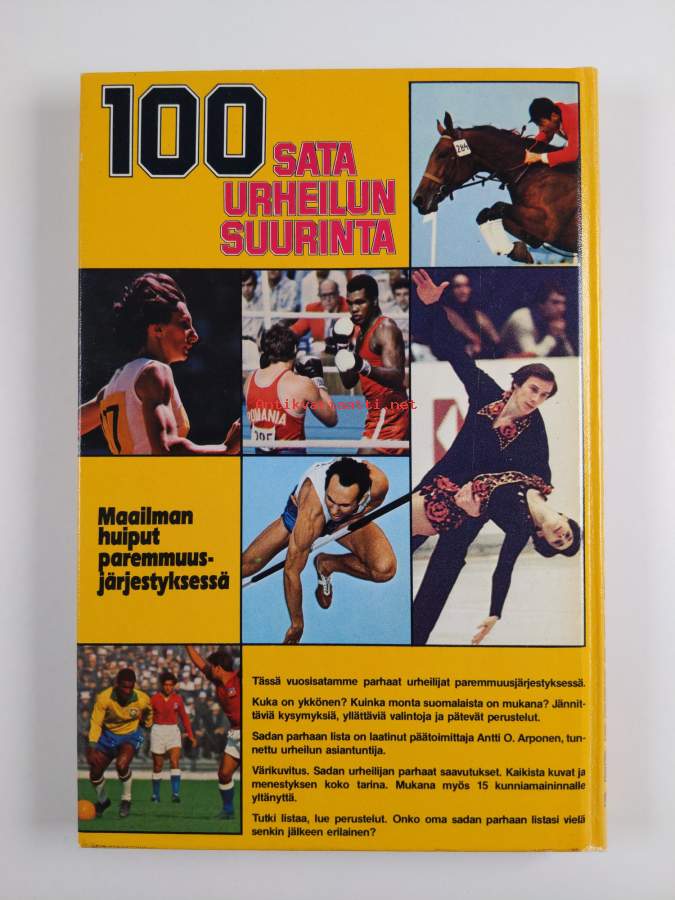 100
SATA
URHEILUN
SUURINTA
284
17
ROMANIA
395
Antikvariaatti.net
Maailman
huiput
paremmuus-
järjestyksessä
Tässä vuosisatamme parhaat urheilijat paremmuusjärjestyksessä.
Kuka on ykkönen? Kuinka monta suomalaista on mukana? Jännit-
täviä kysymyksiä, yllättäviä valintoja ja pätevät perustelut.
Sadan parhaan lista on laatinut päätoimittaja Antti O. Arponen, tun-
nettu urheilun asiantuntija.
Värikuvitus. Sadan urheilijan parhaat saavutukset. Kaikista kuvat ja
menestyksen koko tarina. Mukana myös 15 kunniamaininnalle
yltänyttä.
Tutki listaa, lue perustelut. Onko oma sadan parhaan listasi vielä
senkin jälkeen erilainen?